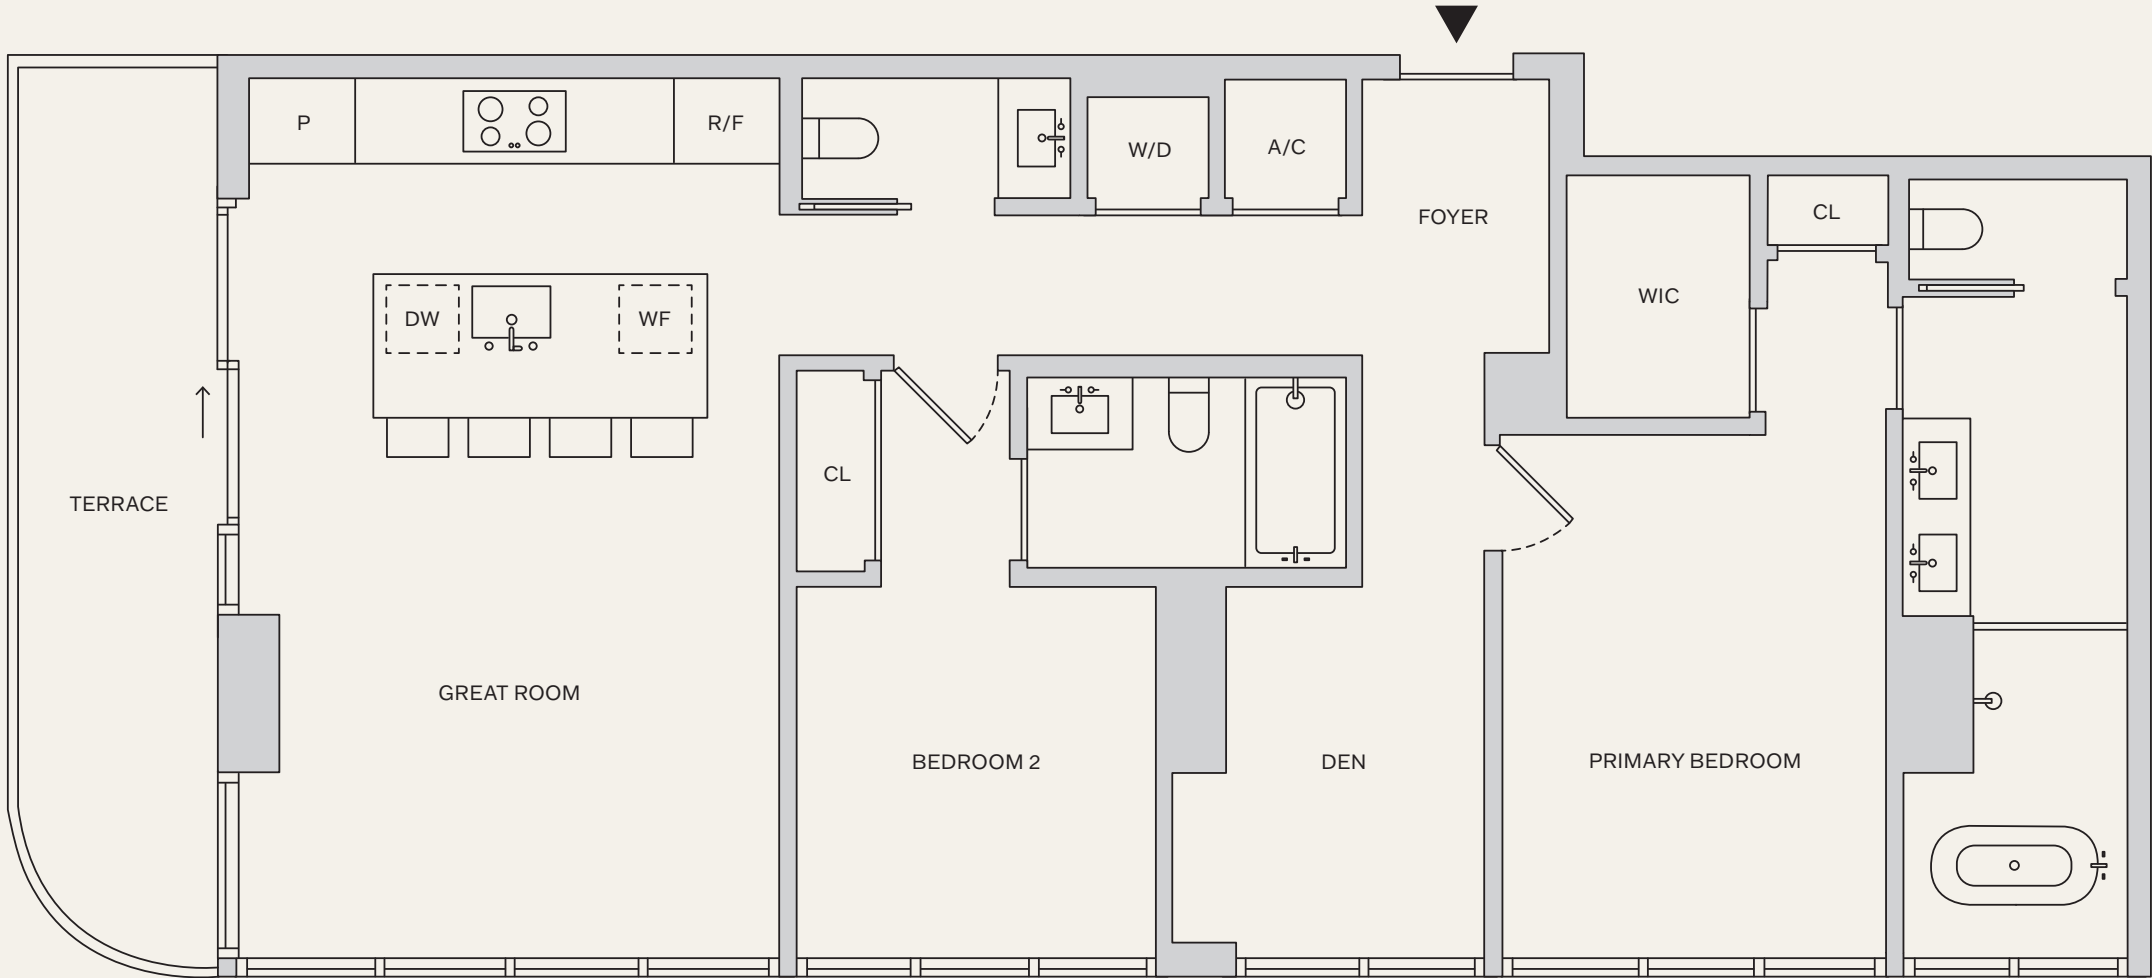 P
R/F
W/D
A/C
FOYER
CL
WIC
DW
WF
CL
TERRACE
GREAT ROOM
BEDROOM 2
DEN
PRIMARY BEDROOM